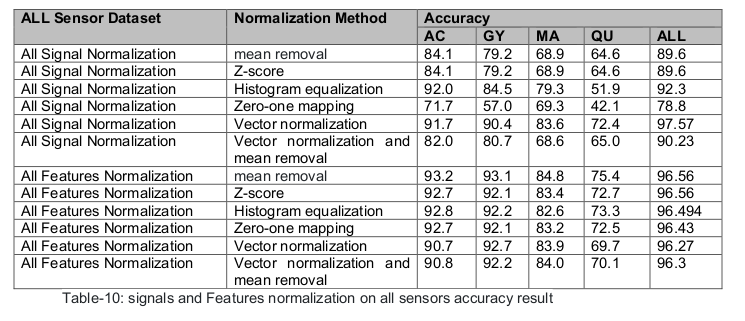 ALL Sensor Dataset Normalization Method Accuracy
AC GY MA QU ALL
All Signal Normalization mean removal 84.1 79.2 68.9 64.6 89.6
All Signal Normalization Z-score 84.1 79.2 68.9 64.6 89.6
All Signal Normalization Histogram equalization 92.0 84.5 79.3 51.9 92.3
All Signal Normalization Zero-one mapping 71.7 57.0 69.3 42.1 78.8
All Signal Normalization Vector normalization 91.7 90.4 83.6 72.4 97.57
All Signal Normalization Vector normalization and 82.0 80.7 68.6 65.0 90.23
mean removal
All Features Normalization mean removal 93.2 93.1 84.8 75.4 96.56
All Features Normalization Z-score 92.7 92.1 83.4 72.7 96.56
All Features Normalization Histogram equalization 92.8 92.2 82.6 73.3 96.494
All Features Normalization Zero-one mapping 92.7 92.1 83.2 72.5 96.43
All Features Normalization Vector normalization 90.7 92.7 83.9 69.7 96.27
All Features Normalization Vector normalization and 90.8 92.2 84.0 70.1 96.3
mean removal
Table-10: signals and Features normalization on all sensors accuracy result